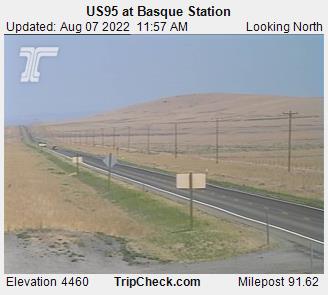 US95 at Basque Station
Updated: Aug 07 2022 11:57 AM Looking North
Elevation 4460 TripCheck.com Milepost 91.62